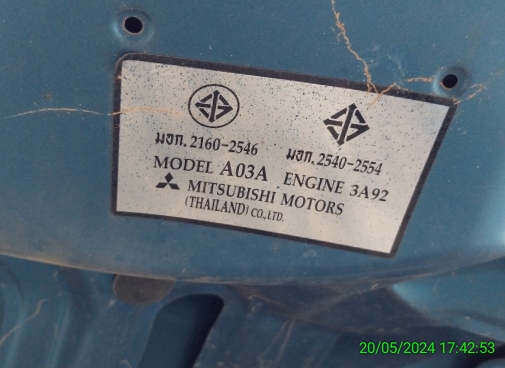 มอก. 2160-2546
มอก. 2540-2554
MODEL A03A ENGINE 3A92
MITSUBISHI MOTORS
(THAILAND) CO.,LTD.
20/05/2024 17:42:53